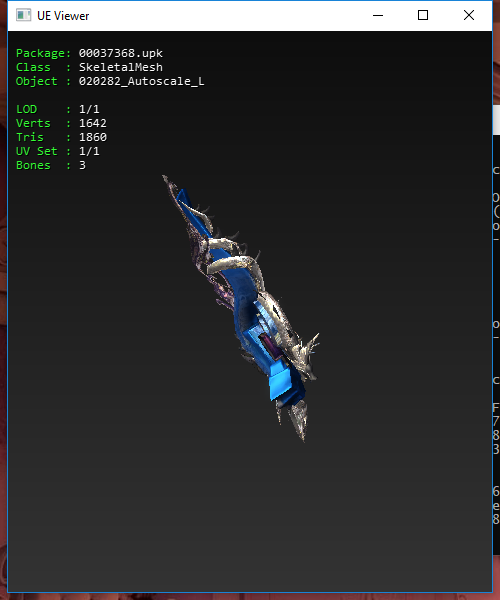 UE Viewer
Package: 00037368.upk
Class  : SkeletalMesh
Object : 020282_Autoscale_L
LOD    : 1/1
Verts  : 1642
Tris   : 1860
UV Set : 1/1
Bones  : 3